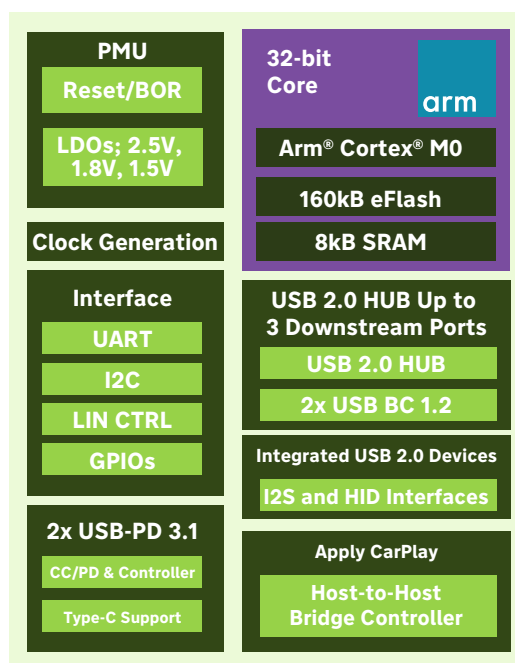 PMU
Reset/BOR
LDOs; 2.5V,
1.8V, 1.5V
Clock Generation
Interface
UART
I2C
LIN CTRL
GPIOs
2x USB-PD 3.1
CC/PD & Controller
Type-C Support
32-bit
Core
arm
Arm® Cortex® M0
160kB eFlash
8kB SRAM
USB 2.0 HUB Up to
3 Downstream Ports
USB 2.0 HUB
2x USB BC 1.2
Integrated USB 2.0 Devices
I2S and HID Interfaces
Apply CarPlay
Host-to-Host
Bridge Controller